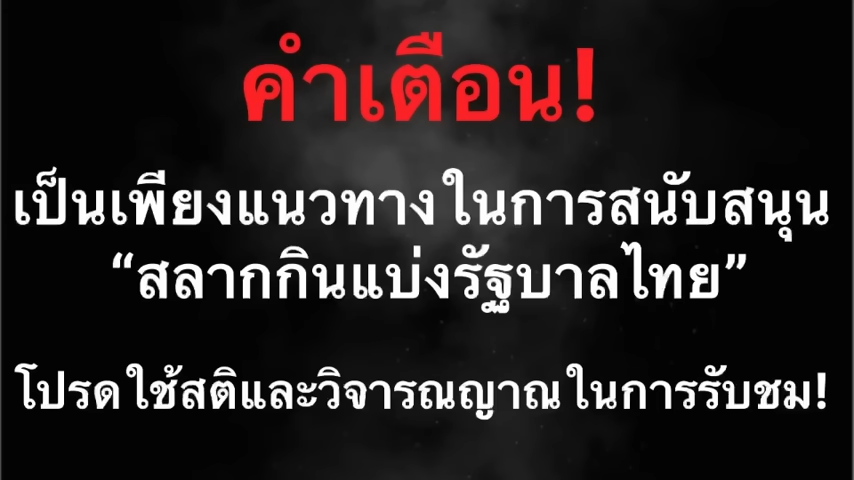 คำเตือน!
เป็นเพียงแนวทางในการสนับสนุน
“สลากกินแบ่งรัฐบาลไทย”
โปรดใช้สติและวิจารณญาณในการรับชม!